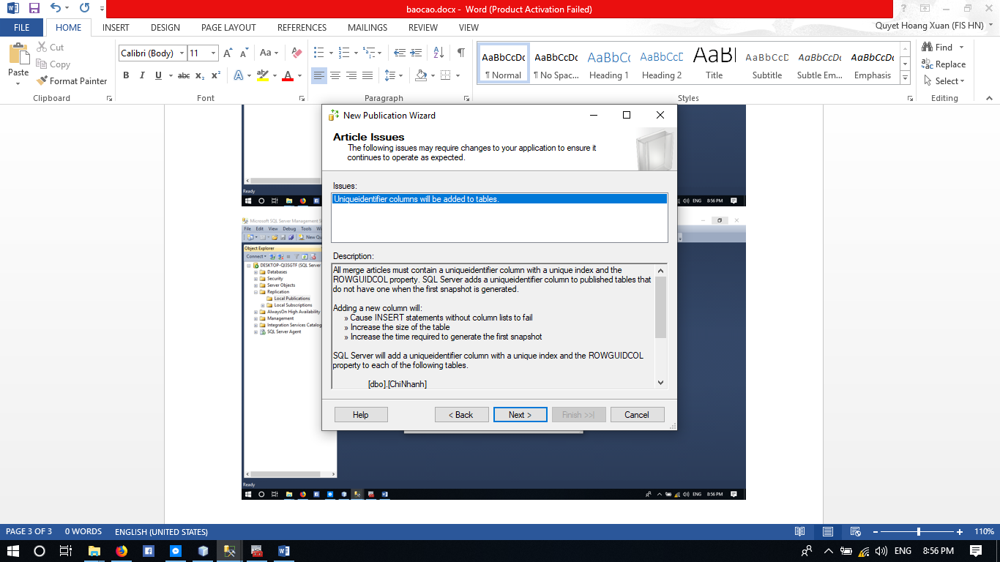 baocao.docx - Word (Product Activation Failed)
FILE HOME INSERT DESIGN PAGE LAYOUT REFERENCES MAILINGS REVIEW VIEW
Quyet Hoang Xuan (FIS HN)
Paste
Cut
Copy
Format Painter
Clipboard
Calibri (Body) 11
Font
Paragraph
AaBbCcDc AaBbCcDc AaBbCc AaBbCcD AaB AaBbCcD AaBbCcDc AaBbCcDc
¶ Normal ¶ No Spac... Heading 1 Heading 2 Title Subtitle Subtle Em... Emphasis
Styles
Find
Replace
Select
Editing
New Publication Wizard
Article Issues
The following issues may require changes to your application to ensure it
continues to operate as expected.
Issues:
Uniqueidentifier columns will be added to tables.
Description:
All merge articles must contain a uniqueidentifier column with a unique index and the
ROWGUIDCOL property. SQL Server adds a uniqueidentifier column to published tables that
do not have one when the first snapshot is generated.
Adding a new column will:
» Cause INSERT statements without column lists to fail
» Increase the size of the table
» Increase the time required to generate the first snapshot
SQL Server will add a uniqueidentifier column with a unique index and the ROWGUIDCOL
property to each of the following tables.
[dbo].[ChiNhanh]
Help < Back Next > Finish >>| Cancel
Ready
ENG 8:56 PM
Microsoft SQL Server Management
File Edit View Debug Tools
New
Object Explorer
Connect
DESKTOP-QI3SGTF (SQL Server
Databases
Security
Server Objects
Replication
Local Publications
Local Subscriptions
AlwaysOn High Availability
Management
Integration Services Catalog
SQL Server Agent
Ready
ENG 8:56 PM
PAGE 3 OF 3 0 WORDS ENGLISH (UNITED STATES)
110%
ENG 8:56 PM